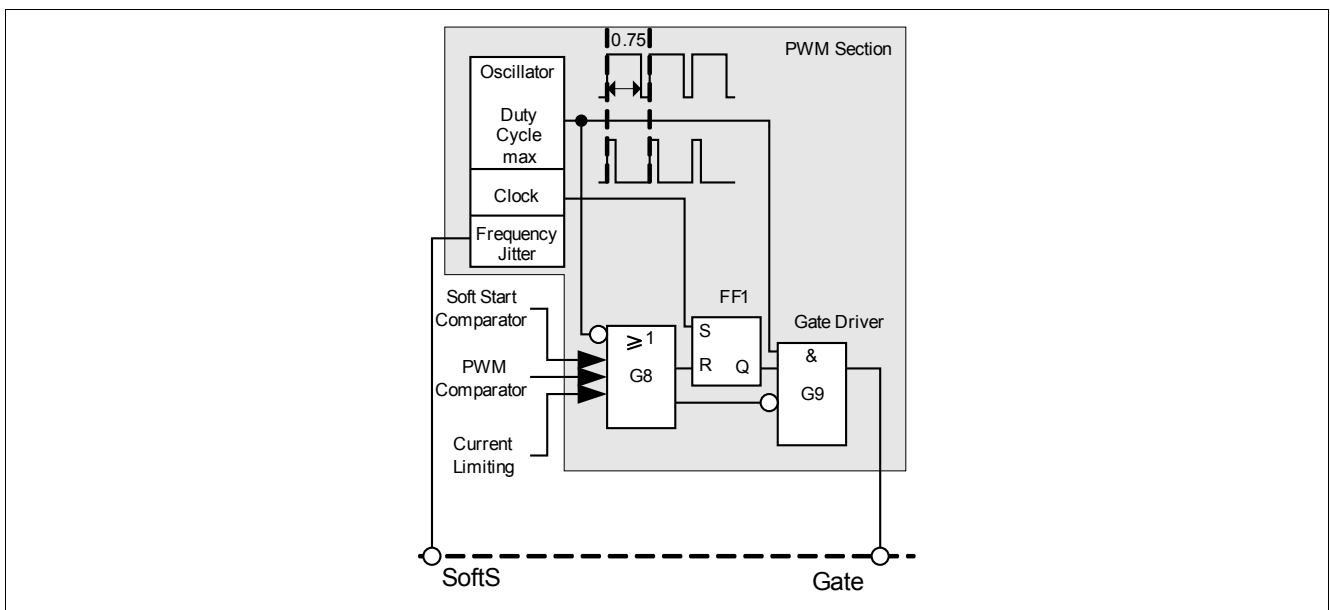 0.75
PWM Section
Oscillator
Duty
Cycle
max
Clock
Frequency
Jitter
Soft Start
Comparator
PWM
Comparator
Current
Limiting
FF1
Gate Driver
≥1
G8
S
R Q
&
G9
SoftS
Gate